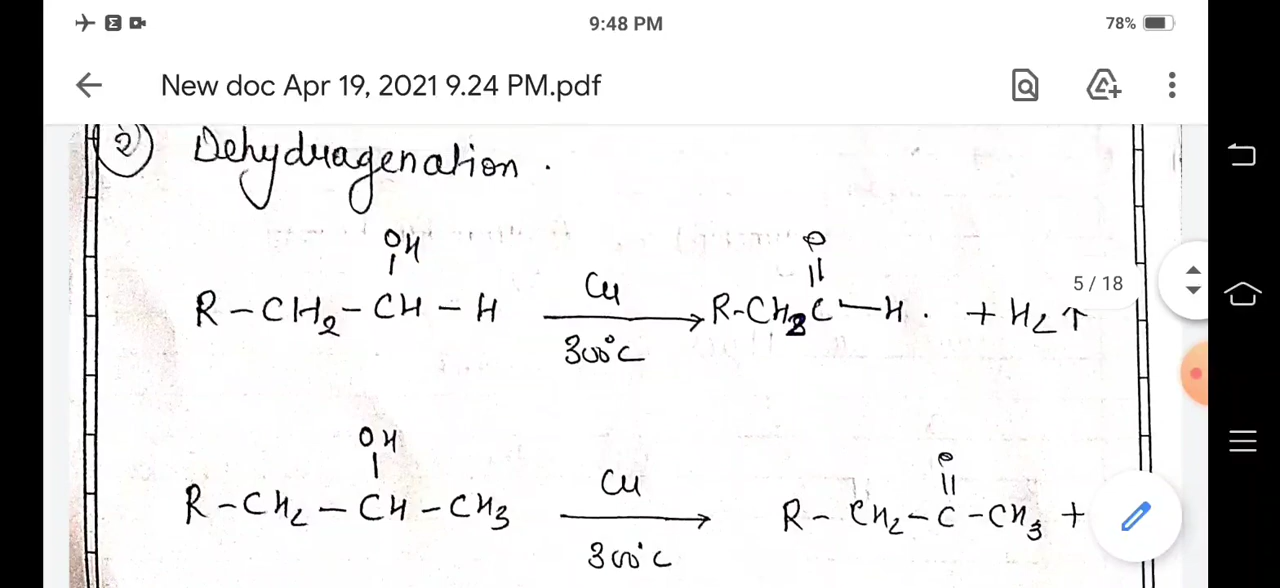 9:48 PM 78%
New doc Apr 19, 2021 9.24 PM.pdf
2) Dehydragenation .
OH O
R-CH2-CH-H Cu 300°C R-CH2C-H. + H2↑
5 / 18
OH O
R-CH2-CH-CH3 Cu 300°C R-CH2-C-CH3 +